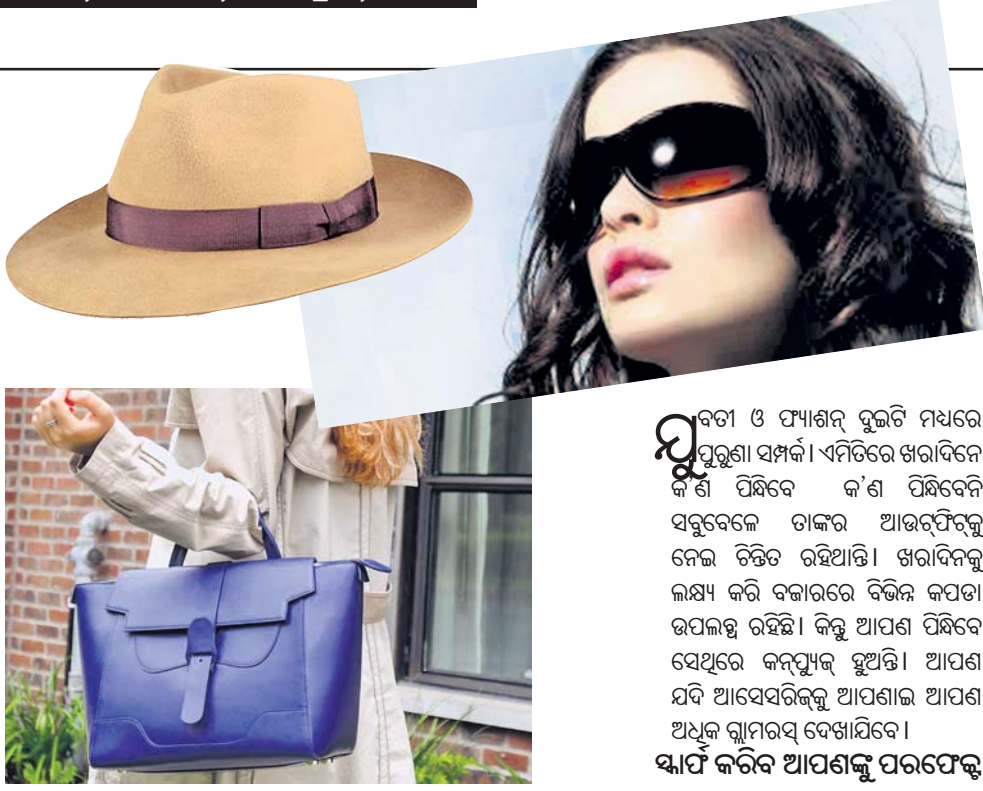 ଯୁବତୀ ଓ ଫ୍ୟାଶନ୍ ଦୁଇଟି ମଧ୍ୟରେ
ପୁରୁଣା ସମ୍ପର୍କ। ଏମିତିରେ ଖରାଦିନେ
କ'ଣ ପିନ୍ଧିବେ କ'ଣ ପିନ୍ଧିବେନି
ସବୁବେଳେ ତାଙ୍କର ଆଉଟ୍‌ଫିଟ୍‌କୁ
ନେଇ ଚିନ୍ତିତ ରହିଥାନ୍ତି। ଖରାଦିନକୁ
ଲକ୍ଷ୍ୟ କରି ବଜାରରେ ବିଭିନ୍ନ କପଡା
ଉପଲବ୍ଧ ରହିଛି। କିନ୍ତୁ ଆପଣ ପିନ୍ଧିବେ
ସେଥିରେ କନ୍‌ଫ୍ୟୁଜ୍ ହୁଅନ୍ତି। ଆପଣ
ଯଦି ଆସେସରିଜ୍‌କୁ ଆପଣାଇ ଆପଣ
ଅଧିକ ଗ୍ଲାମରସ୍ ଦେଖାଯିବେ।
ସ୍କାର୍ଫ କରିବ ଆପଣଙ୍କୁ ପରଫେକ୍ଟ